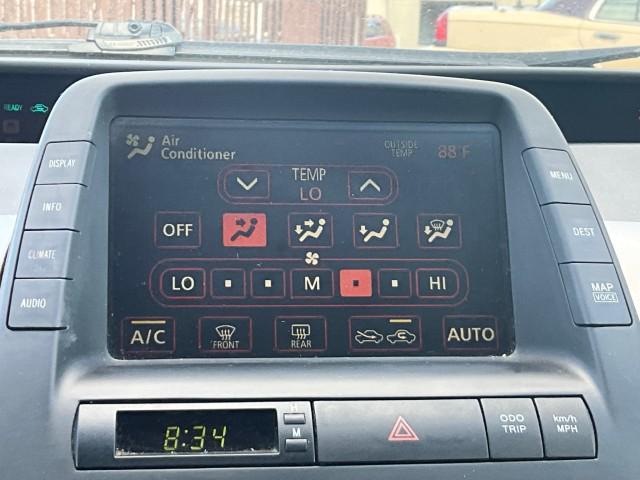 READY
DISPLAY
INFO
CLIMATE
AUDIO
Air
Conditioner
OUTSIDE
TEMP
88°F
TEMP
LO
OFF
LO
M
HI
A/C
FRONT
REAR
AUTO
MENU
DEST
MAP
VOICE
8:34
H
M
ODO
TRIP
km/h
MPH